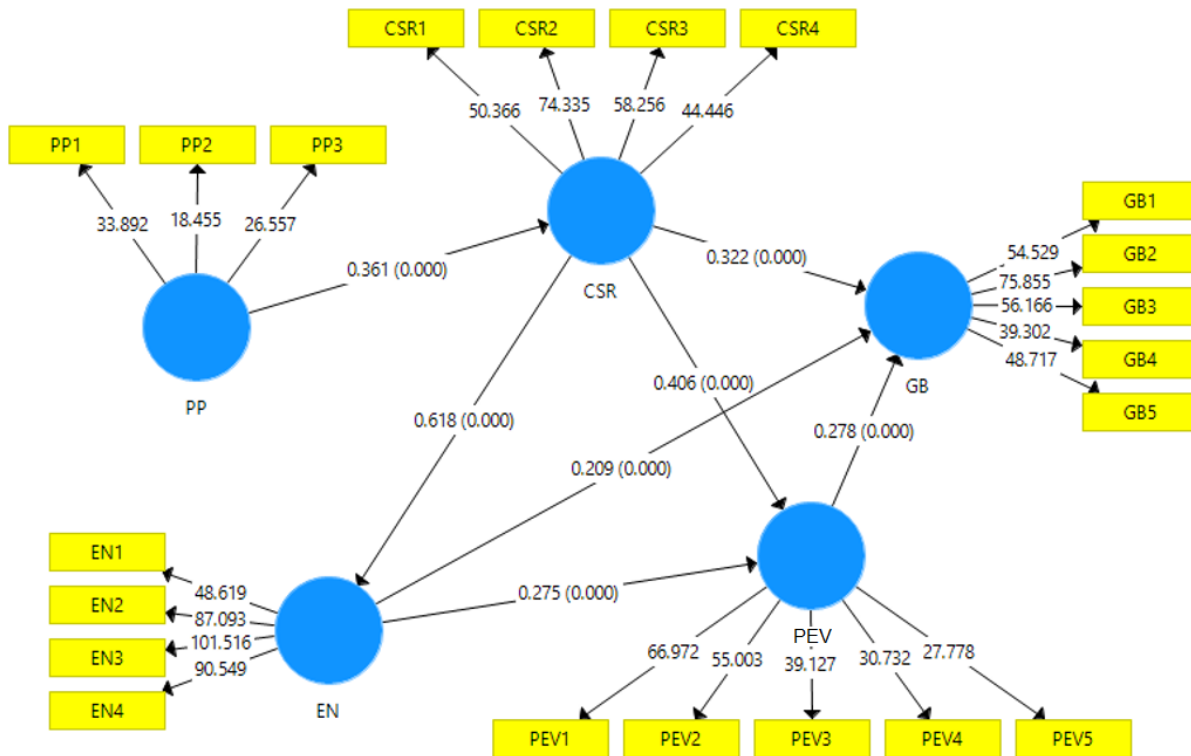 CSR1
CSR2
CSR3
CSR4
50.366
74.335
58.256
44.446
PP1
PP2
PP3
33.892
18.455
26.557
GB1
GB2
GB3
GB4
GB5
54.529
75.855
56.166
39.302
48.717
0.361 (0.000)
0.322 (0.000)
CSR
PP
GB
0.406 (0.000)
0.618 (0.000)
0.278 (0.000)
0.209 (0.000)
EN1
EN2
EN3
EN4
48.619
87.093
101.516
90.549
0.275 (0.000)
EN
PEV
66.972
55.003
39.127
30.732
27.778
PEV1
PEV2
PEV3
PEV4
PEV5